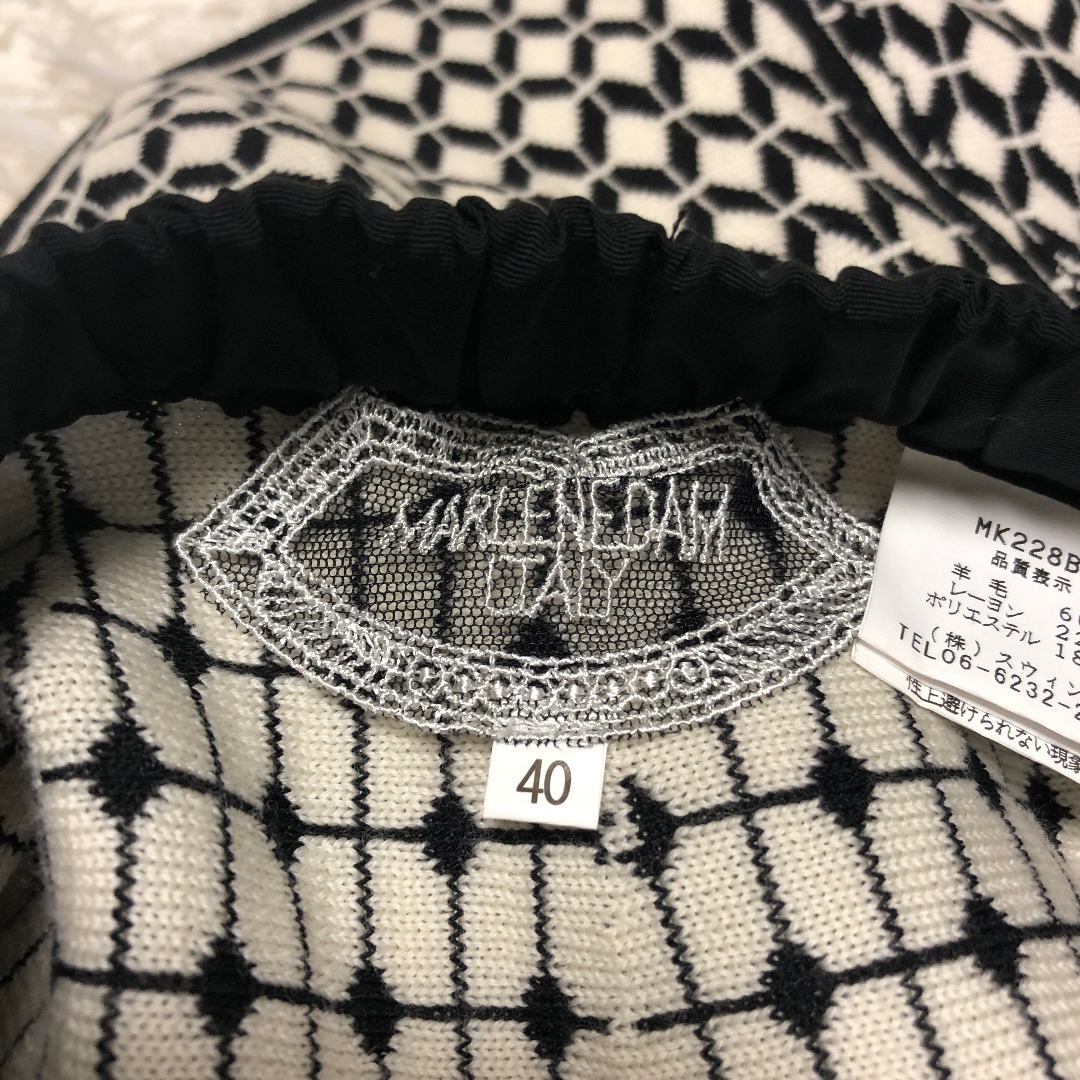 MARLENEDAM
ITALY
40
MK228B
品質表示
羊毛
レーヨン 22
ポリエステル 18
(株)スウィン
TEL06-6232-2
性上避けられない現象